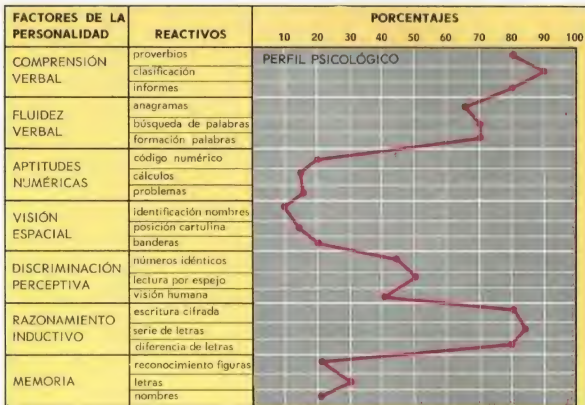 FACTORES DE LA
PERSONALIDAD
REACTIVOS
PORCENTAJES
10 20 30 40 50 60 70 80 90 100
PERFIL PSICOLÓGICO
COMPRENSIÓN
VERBAL
proverbios
clasificación
informes
FLUIDEZ
VERBAL
anagramas
búsqueda de palabras
formación palabras
APTITUDES
NUMÉRICAS
código numérico
cálculos
problemas
VISIÓN
ESPACIAL
identificación nombres
posición cartulina
banderas
DISCRIMINACIÓN
PERCEPTIVA
números idénticos
lectura por espejo
visión humana
RAZONAMIENTO
INDUCTIVO
escritura cifrada
serie de letras
diferencia de letras
MEMORIA
reconocimiento figuras
letras
nombres